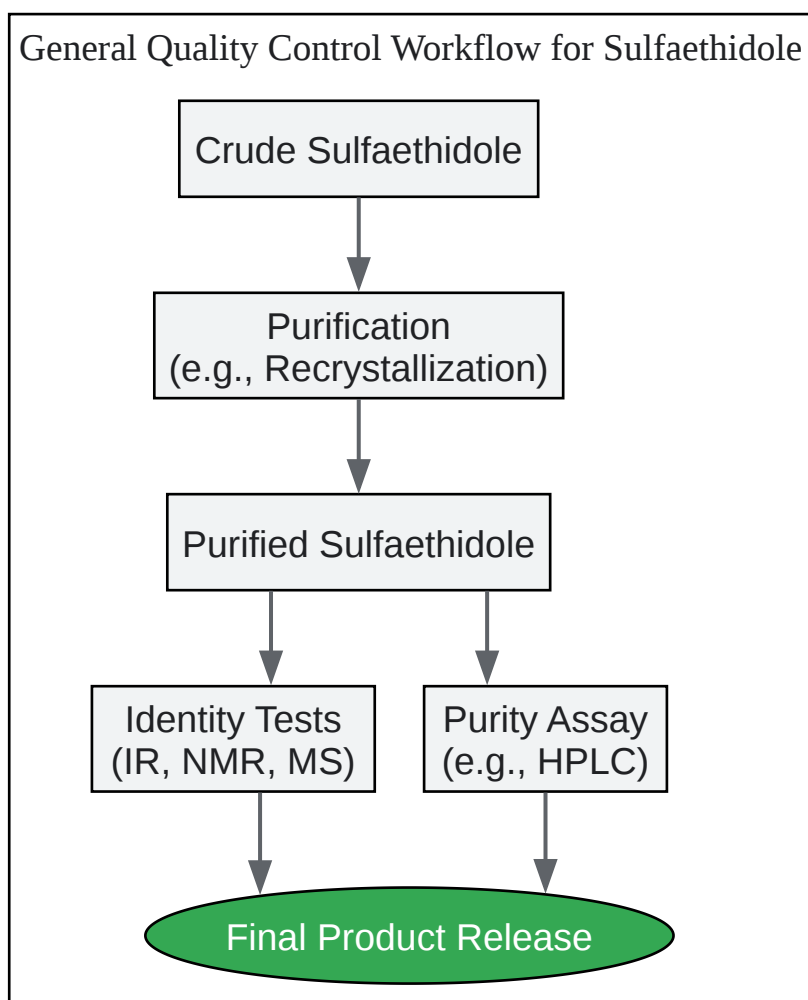 General Quality Control Workflow for Sulfaethidole
Crude Sulfaethidole
Purification
(e.g., Recrystallization)
Purified Sulfaethidole
Identity Tests
(IR, NMR, MS)
Purity Assay
(e.g., HPLC)
Final Product Release